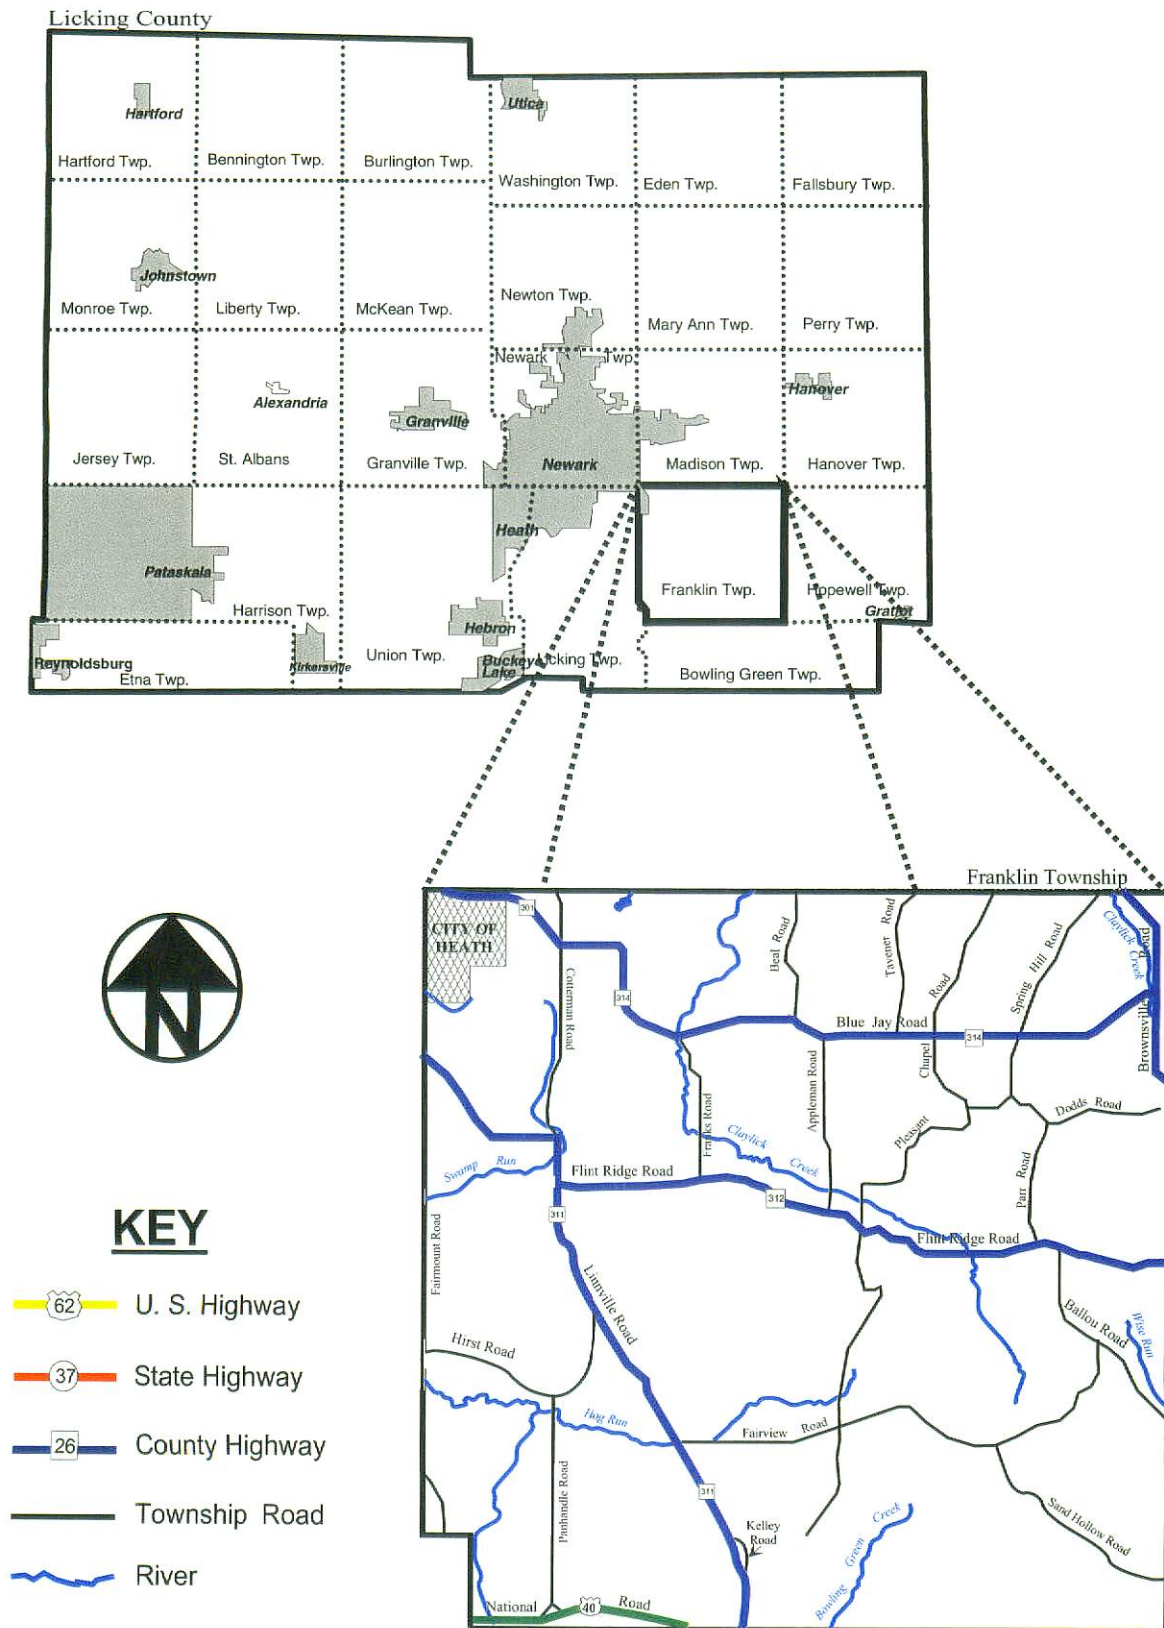 Licking County
Hartford
Utica
Hartford Twp.
Bennington Twp.
Burlington Twp.
Washington Twp.
Eden Twp.
Fallsbury Twp.
Johnstown
Monroe Twp.
Liberty Twp.
McKean Twp.
Newton Twp.
Mary Ann Twp.
Perry Twp.
Newark Twp.
Alexandria
Granville
Hanover
Jersey Twp.
St. Albans
Granville Twp.
Newark
Madison Twp.
Hanover Twp.
Heath
Pataskala
Franklin Twp.
Hopewell Twp.
Harrison Twp.
Gratiot
Hebron
Reynoldsburg
Etna Twp.
Kirkersville
Union Twp.
Buckeye
Lake
Licking Twp.
Bowling Green Twp.
Franklin Township
CITY OF
HEATH
301
Cotterman Road
314
Beal Road
Tavener Road
Blue Jay Road
314
Pleasant Chapel Road
Spring Hill Road
Claylick Creek
Brownsville Road
Franks Road
Appleman Road
Dodds Road
Parr Road
Swamp Run
Flint Ridge Road
Claylick Creek
312
311
Flint Ridge Road
Fairmount Road
Linnville Road
Ballou Road
Wise Run
Hirst Road
Hog Run
Fairview Road
Panhandle Road
311
Kelley
Road
Bowling Green Creek
Sand Hollow Road
National Road
40
N
KEY
62 U. S. Highway
37 State Highway
26 County Highway
Township Road
River